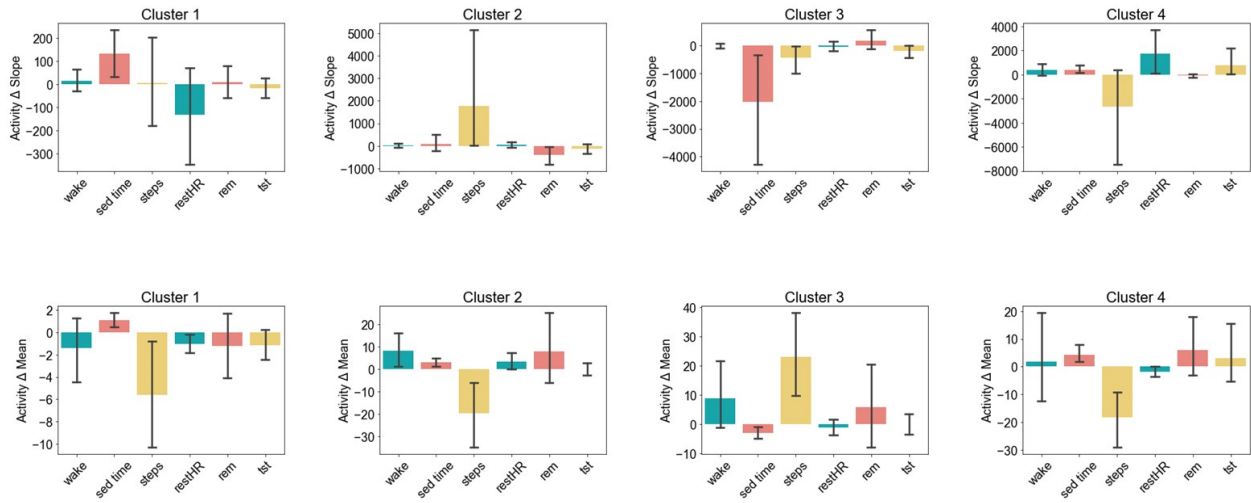 Cluster 1
Activity Δ Slope
200
100
0
−100
−200
−300
wake
sed time
steps
restHR
rem
tst
Cluster 2
Activity Δ Slope
5000
4000
3000
2000
1000
0
−1000
wake
sed time
steps
restHR
rem
tst
Cluster 3
Activity Δ Slope
0
−1000
−2000
−3000
−4000
wake
sed time
steps
restHR
rem
tst
Cluster 4
Activity Δ Slope
4000
2000
0
−2000
−4000
−6000
−8000
wake
sed time
steps
restHR
rem
tst
Cluster 1
Activity Δ Mean
2
0
−2
−4
−6
−8
−10
wake
sed time
steps
restHR
rem
tst
Cluster 2
Activity Δ Mean
20
10
0
−10
−20
−30
wake
sed time
steps
restHR
rem
tst
Cluster 3
Activity Δ Mean
40
30
20
10
0
−10
wake
sed time
steps
restHR
rem
tst
Cluster 4
Activity Δ Mean
20
10
0
−10
−20
−30
wake
sed time
steps
restHR
rem
tst